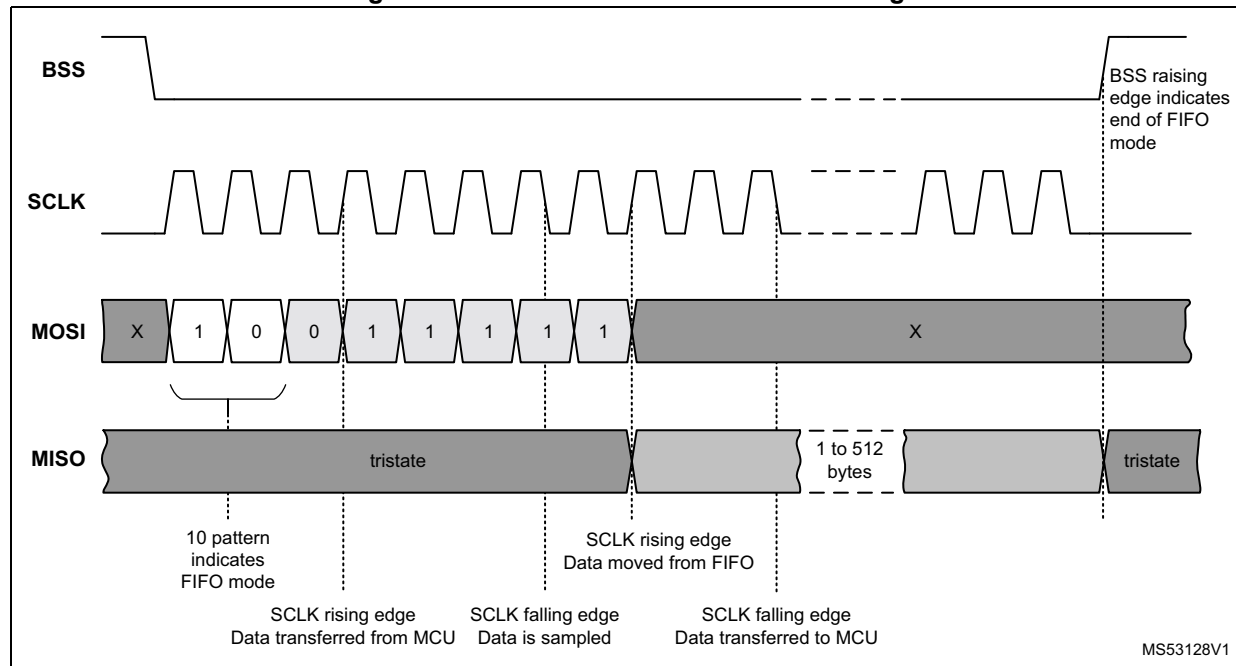 BSS
BSS raising
edge indicates
end of FIFO
mode
SCLK
MOSI
X 1 0 0 1 1 1 1 1 X
MISO
tristate
1 to 512
bytes
tristate
10 pattern
indicates
FIFO mode
SCLK rising edge
Data moved from FIFO
SCLK rising edge
Data transferred from MCU
SCLK falling edge
Data is sampled
SCLK falling edge
Data transferred to MCU
MS53128V1